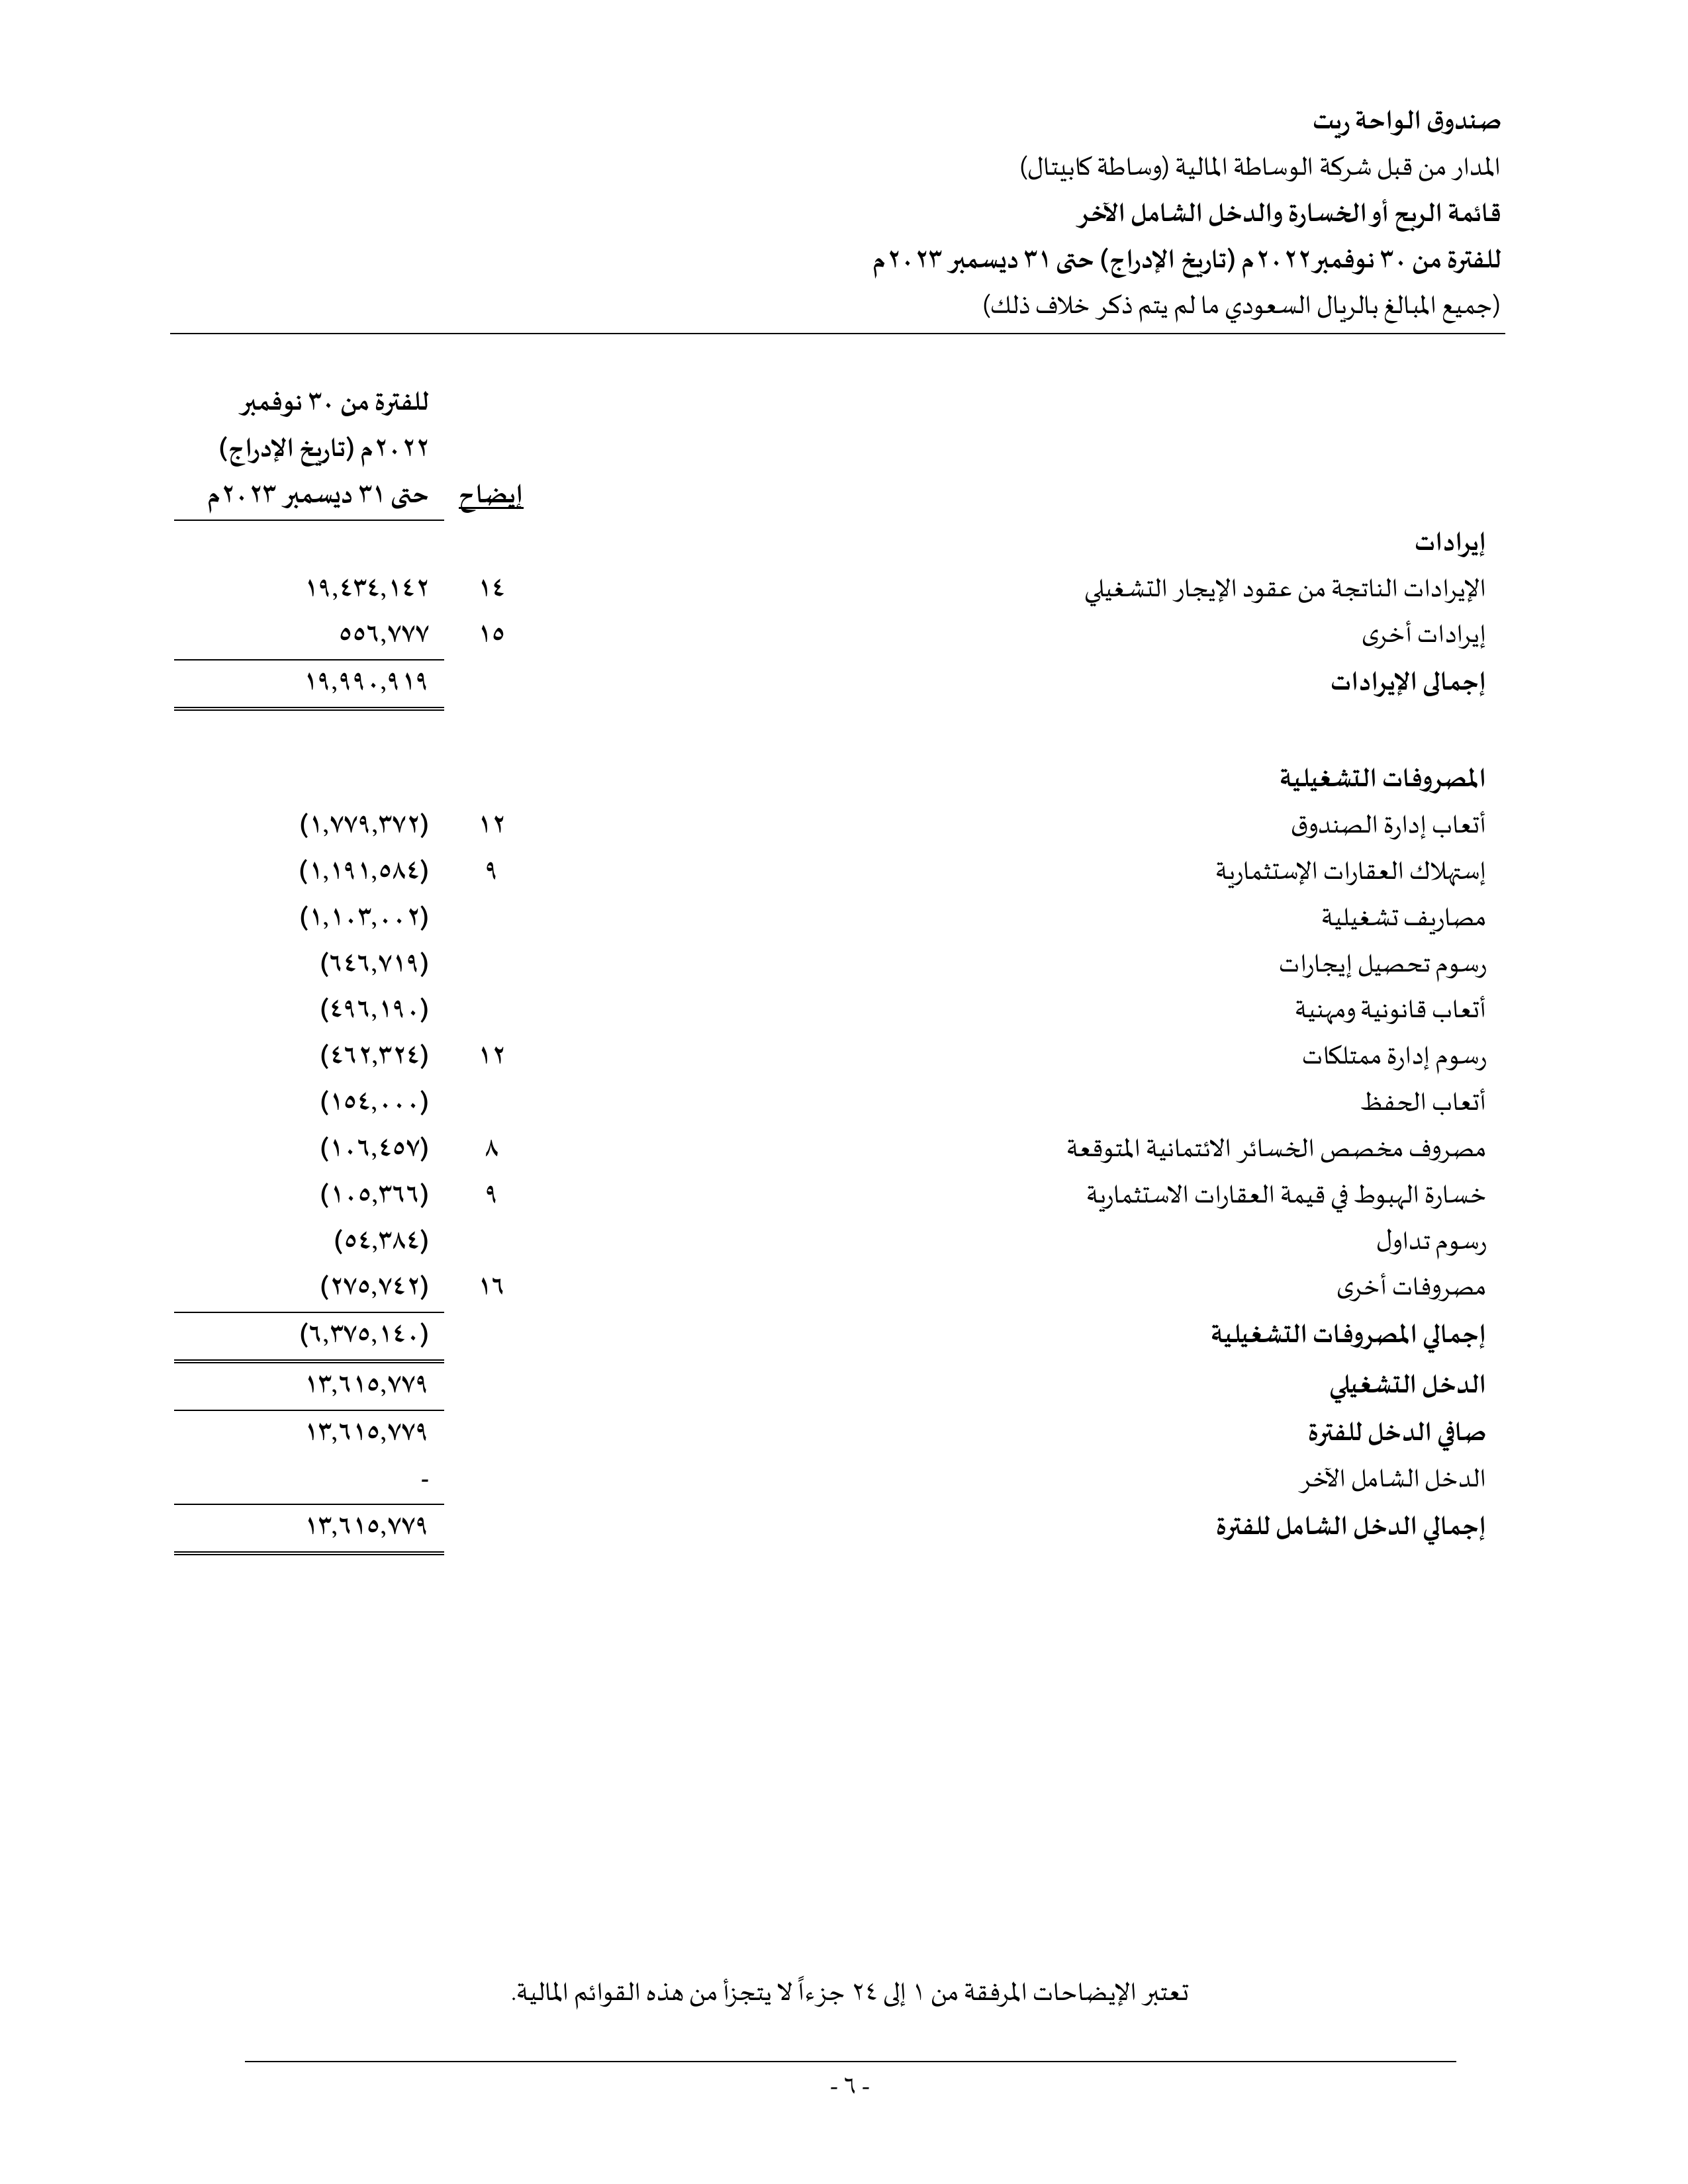 صندوق الواحة ريت
المدار من قبل شركة الوساطة المالية (وساطة كابيتال)
قائمة الربح أو الخسارة والدخل الشامل الآخر
للفترة من ٣٠ نوفمبر ٢٠٢٢م (تاريخ الإدراج) حتى ٣١ ديسمبر ٢٠٢٣م
(جميع المبالغ بالريال السعودي ما لم يتم ذكر خلاف ذلك)
للفترة من ٣٠ نوفمبر
٢٠٢٢م (تاريخ الإدراج)
إيضاح حتى ٣١ ديسمبر ٢٠٢٣م
إيرادات
الإيرادات الناتجة من عقود الإيجار التشغيلي ١٤ ١٩,٤٣٤,١٤٢
إيرادات أخرى ١٥ ٥٥٦,٧٧٧
إجمالى الإيرادات ١٩,٩٩٠,٩١٩
المصروفات التشغيلية
أتعاب إدارة الصندوق ١٢ (١,٧٧٩,٣٧٢)
إستهلاك العقارات الإستثمارية ٩ (١,١٩١,٥٨٤)
مصاريف تشغيلية (١,١٠٣,٠٠٢)
رسوم تحصيل إيجارات (٦٤٦,٧١٩)
أتعاب قانونية ومهنية (٤٩٦,١٩٠)
رسوم إدارة ممتلكات ١٢ (٤٦٢,٣٢٤)
أتعاب الحفظ (١٥٤,٠٠٠)
مصروف مخصص الخسائر الائتمانية المتوقعة ٨ (١٠٦,٤٥٧)
خسارة الهبوط في قيمة العقارات الاستثمارية ٩ (١٠٥,٣٦٦)
رسوم تداول (٥٤,٣٨٤)
مصروفات أخرى ١٦ (٢٧٥,٧٤٢)
إجمالي المصروفات التشغيلية (٦,٣٧٥,١٤٠)
الدخل التشغيلي ١٣,٦١٥,٧٧٩
صافي الدخل للفترة ١٣,٦١٥,٧٧٩
الدخل الشامل الآخر -
إجمالي الدخل الشامل للفترة ١٣,٦١٥,٧٧٩
تعتبر الإيضاحات المرفقة من ١ إلى ٢٤ جزءاً لا يتجزأ من هذه القوائم المالية.
- ٦ -